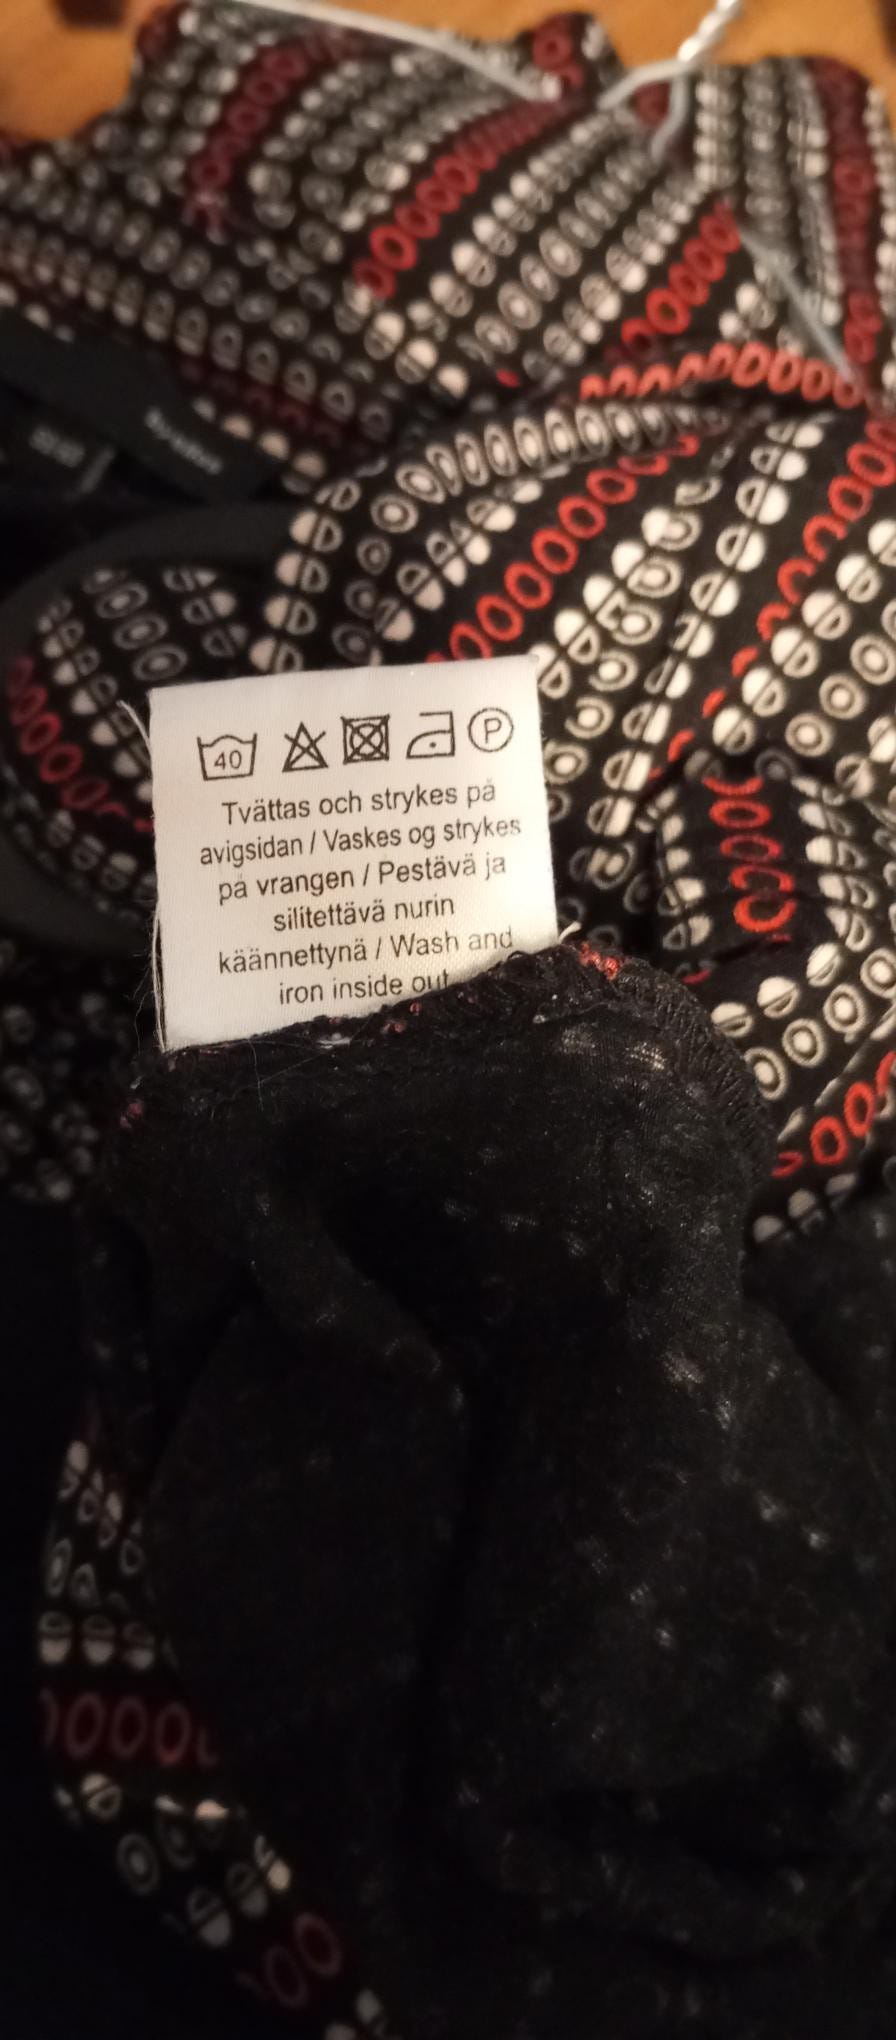 40
P
Tvättas och strykes på
avigsidan / Vaskes og strykes
på vrangen / Pestävä ja
silitettävä nurin
käännettynä / Wash and
iron inside out